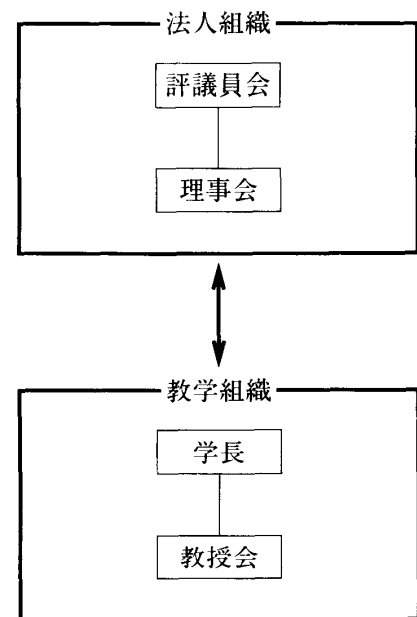 法人組織
評議員会
理事会
教学組織
学長
教授会